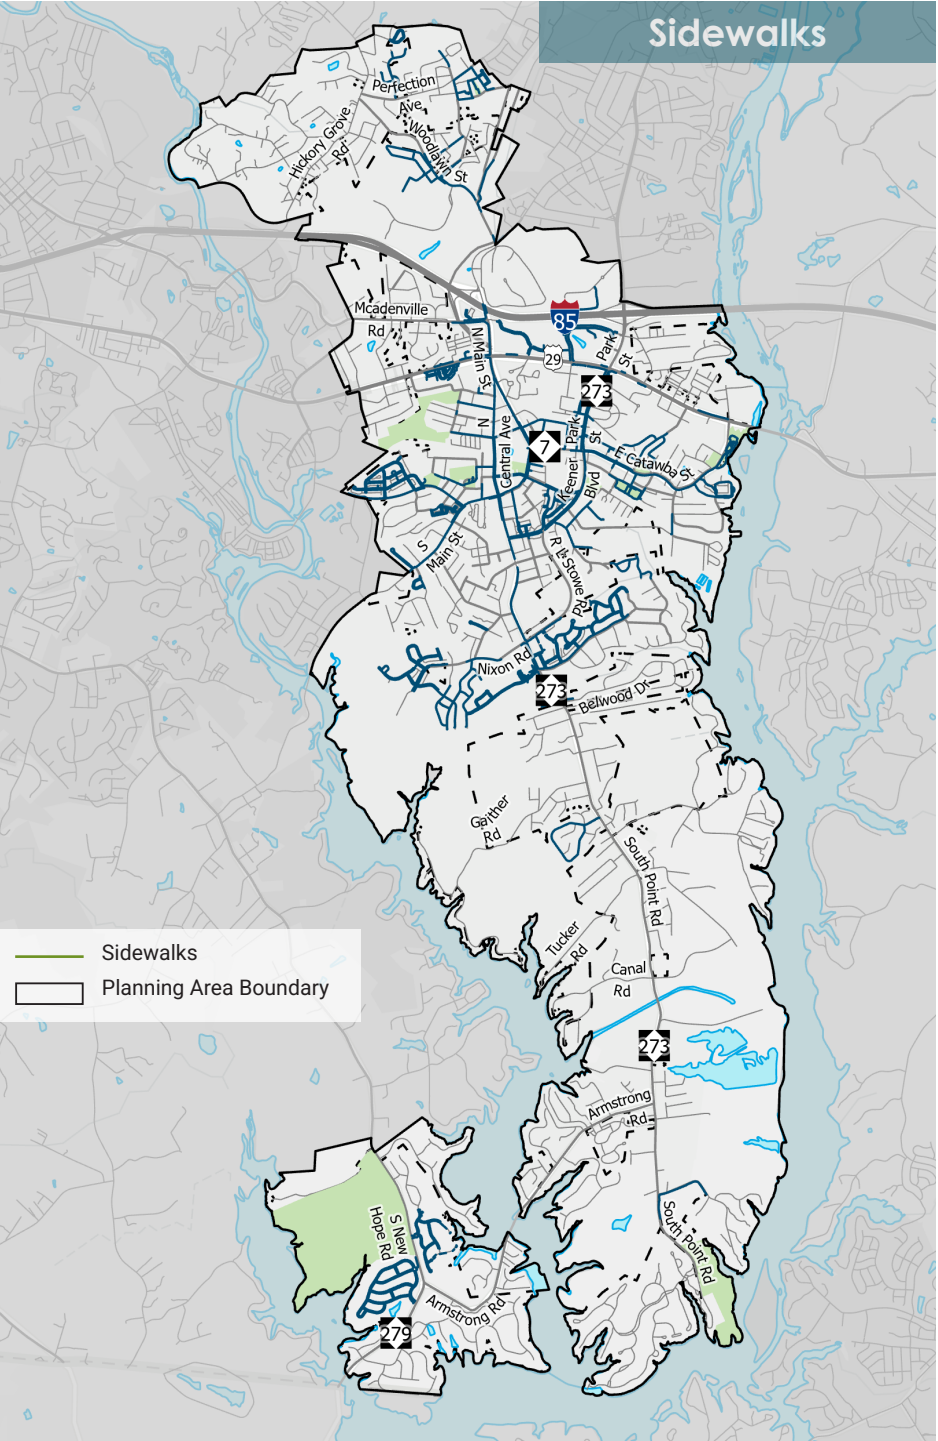 Sidewalks
Perfection
Ave
Hickory Grove
Rd
Woodlawn St
Mcadenville
Rd
85
N Main St
29
Park
St
273
N
Central Ave
7
Park
St
Keener
Blvd
E Catawba St
S
Main St
R L Stowe Rd
Nixon Rd
273
Belwood Dr
Gaither
Rd
South Point Rd
Tucker
Rd
Canal
Rd
Sidewalks
Planning Area Boundary
273
Armstrong
Rd
S New
Hope Rd
South Point Rd
Armstrong Rd
279